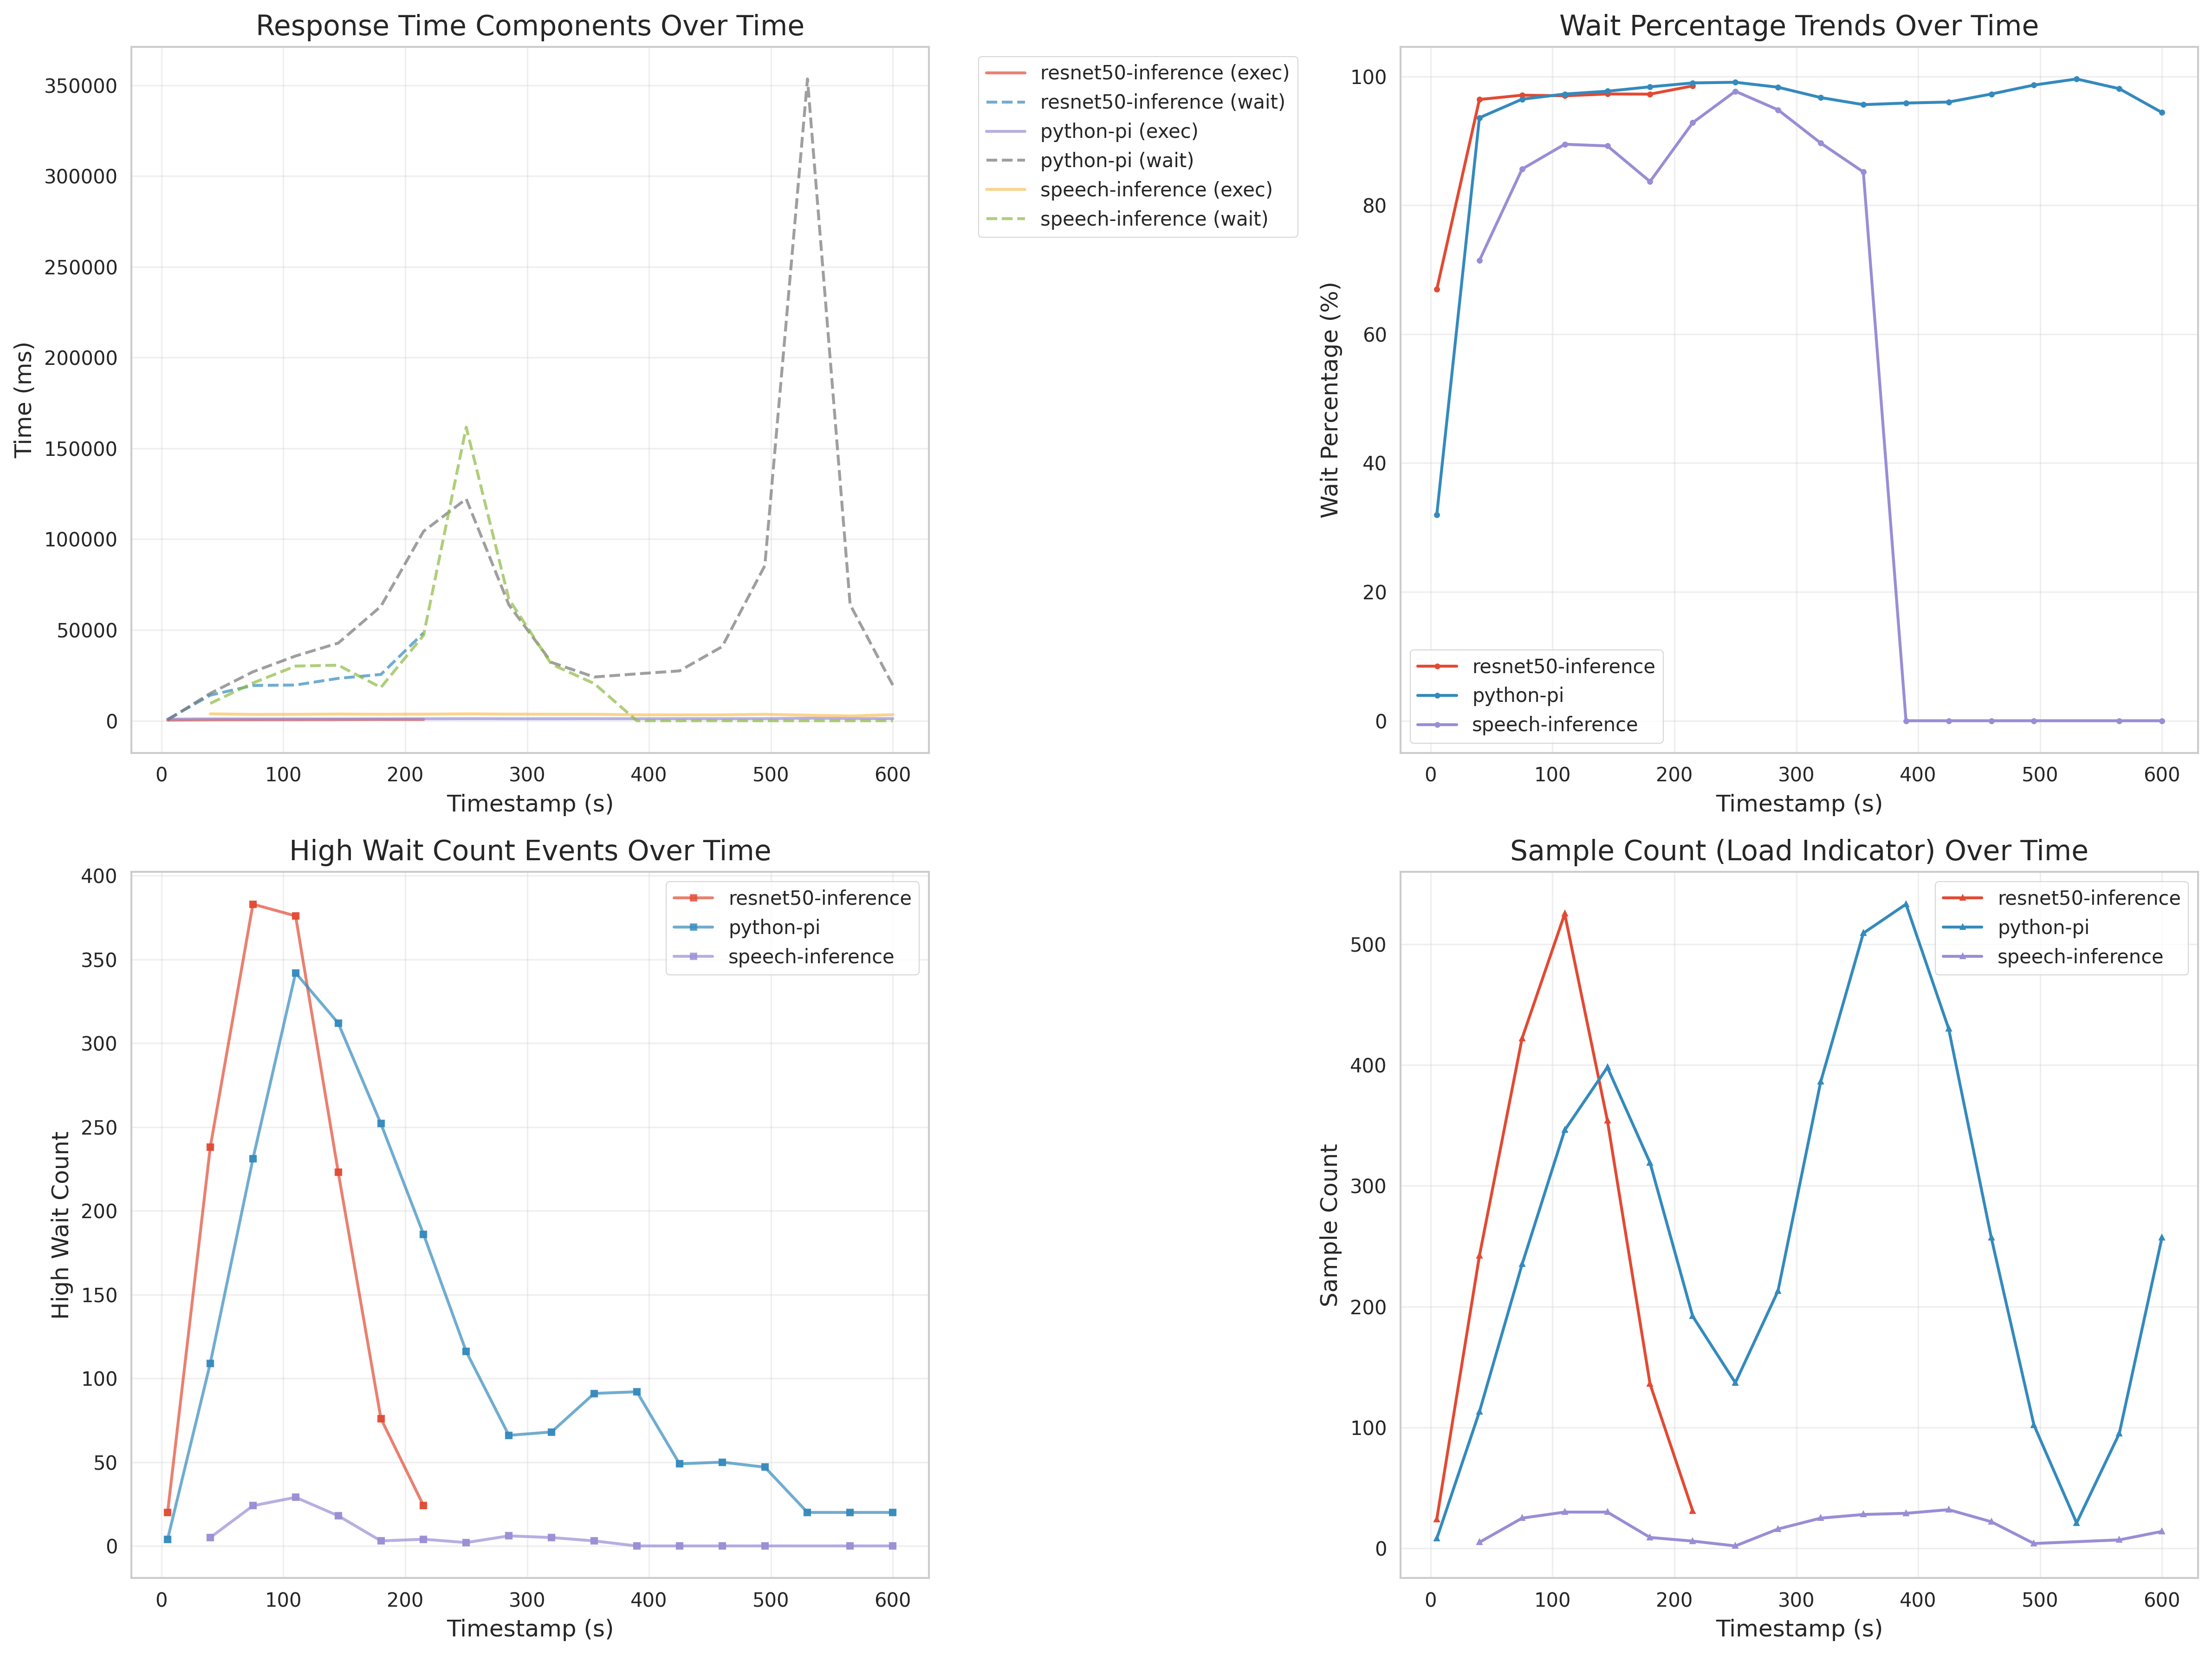 Response Time Components Over Time
Time (ms)
350000
300000
250000
200000
150000
100000
50000
0
0 100 200 300 400 500 600
Timestamp (s)
resnet50-inference (exec)
resnet50-inference (wait)
python-pi (exec)
python-pi (wait)
speech-inference (exec)
speech-inference (wait)
Wait Percentage Trends Over Time
Wait Percentage (%)
100
80
60
40
20
0
resnet50-inference
python-pi
speech-inference
0 100 200 300 400 500 600
Timestamp (s)
High Wait Count Events Over Time
High Wait Count
400
350
300
250
200
150
100
50
0
resnet50-inference
python-pi
speech-inference
0 100 200 300 400 500 600
Timestamp (s)
Sample Count (Load Indicator) Over Time
Sample Count
500
400
300
200
100
0
resnet50-inference
python-pi
speech-inference
0 100 200 300 400 500 600
Timestamp (s)